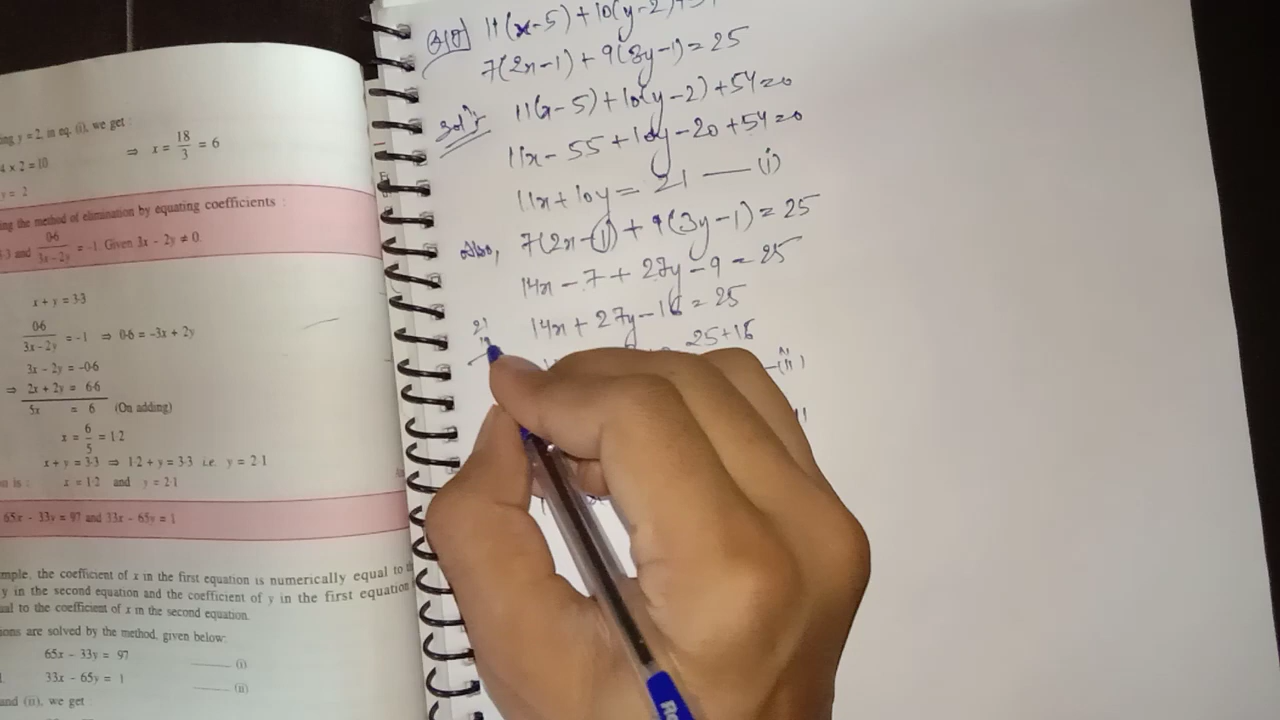 ing y = 2, in eq. (i), we get :
4 × 2 = 10 ⇒ x = 18/3 = 6
y = 2
ing the method of elimination by equating coefficients :
3·3 and 0·6/(3x – 2y) = –1. Given 3x – 2y ≠ 0.
x + y = 3·3
0·6/(3x – 2y) = –1 ⇒ 0·6 = –3x + 2y
3x – 2y = –0·6
⇒ 2x + 2y = 6·6
5x = 6 (On adding)
x = 6/5 = 1·2
x + y = 3·3 ⇒ 1·2 + y = 3·3 i.e. y = 2·1
on is : x = 1·2 and y = 2·1
65x – 33y = 97 and 33x – 65y = 1
mple, the coefficient of x in the first equation is numerically equal to
y in the second equation and the coefficient of y in the first equation
ual to the coefficient of x in the second equation.
ions are solved by the method, given below:
65x – 33y = 97 (i)
33x – 65y = 1 (ii)
and (ii), we get
11(x-5)+10(y-2)+
7(2x-1)+9(3y-1)=25
Sol^n:
11(x-5)+10(y-2)+54=0
11x-55+10y-20+54=0
11x+10y=21 —(i)
Also, 7(2x-1)+9(3y-1)=25
14x-7+27y-9=25
14x+27y-16=25
21
25+16
—(ii)